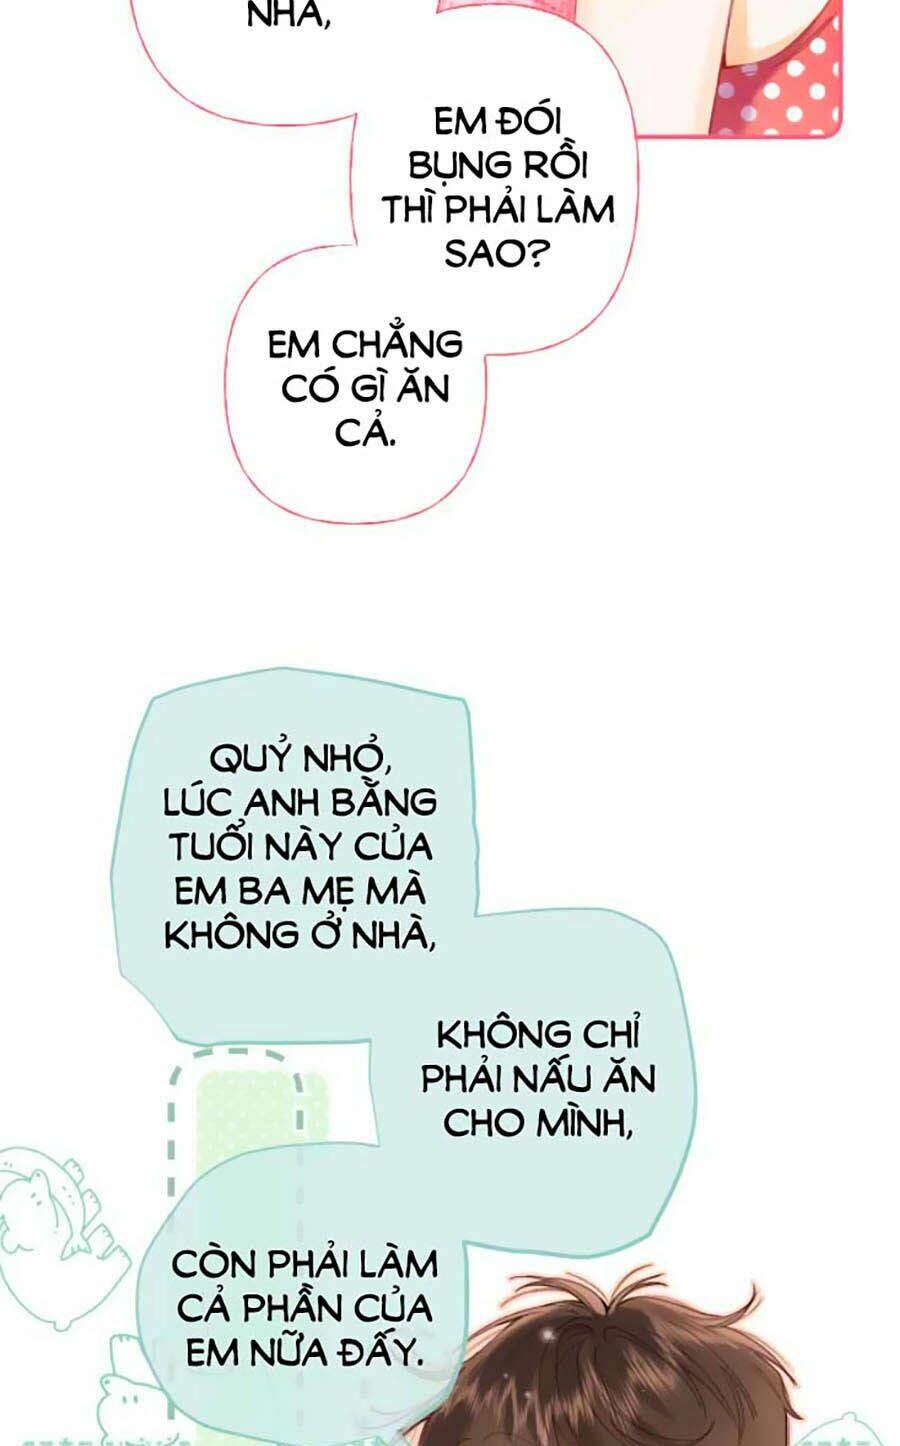 NHÀ,
EM ĐÓI
BỤNG RỒI
THÌ PHẢI LÀM
SAO?
EM CHẲNG
CÓ GÌ ĂN
CẢ.
QUỶ NHỎ,
LÚC ANH BẰNG
TUỔI NÀY CỦA
EM BA MẸ MÀ
KHÔNG Ở NHÀ,
KHÔNG CHỈ
PHẢI NẤU ĂN
CHO MÌNH,
CÒN PHẢI LÀM
CẢ PHẦN CỦA
EM NỮA ĐẤY.